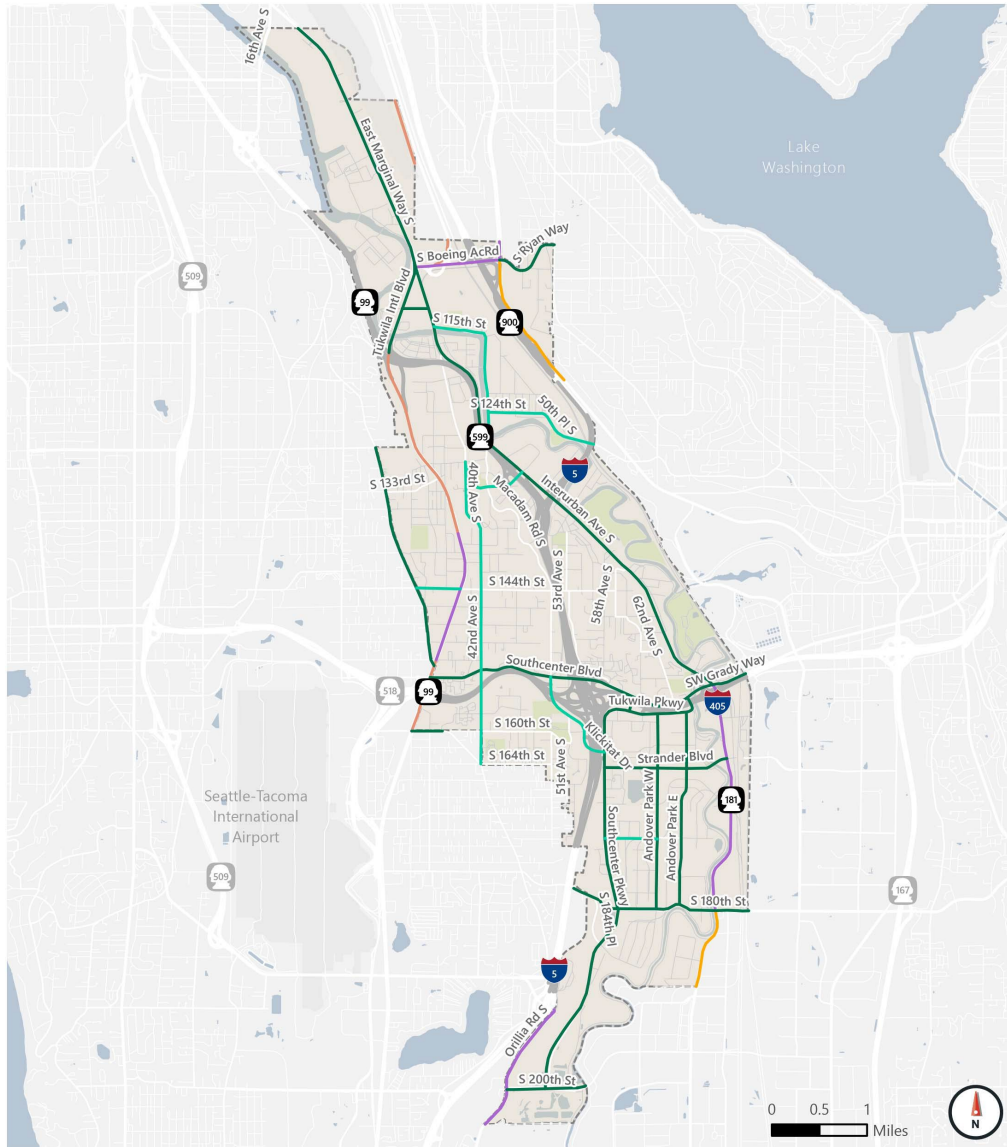 16th Ave S
East Marginal Way S
Lake
Washington
S Boeing AcRd
S Ryan Way
509
99
Tukwila Intl Blvd
900
S 115th St
S 124th St
50th Pl S
599
5
S 133rd St
40th Ave S
Macadam Rd S
Interurban Ave S
S 144th St
53rd Ave S
58th Ave S
62nd Ave S
42nd Ave S
Southcenter Blvd
SW Grady Way
518
99
Tukwila Pkwy
405
S 160th St
Klickitat Dr
S 164th St
51st Ave S
Strander Blvd
Seattle-Tacoma
International
Airport
181
Southcenter Pkwy
Andover Park W
Andover Park E
509
167
S 180th St
S 184th Pl
5
Orillia Rd S
S 200th St
0 0.5 1
Miles
N